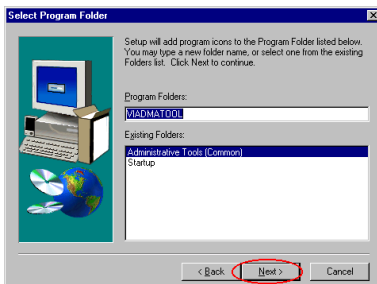 Select Program Folder
Setup will add program icons to the Program Folder listed below.
You may type a new folder name, or select one from the existing
Folders list. Click Next to continue.
Program Folders:
VIADMATOOL
Existing Folders:
Administrative Tools (Common)
Startup
< Back
Next >
Cancel